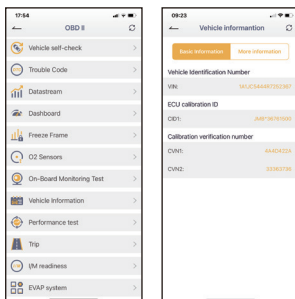 17:54
OBD II
Vehicle self-check
Trouble Code
Datastream
Dashboard
Freeze Frame
O2 Sensors
On-Board Monitoring Test
Vehicle Information
Performance test
Trip
I/M readiness
EVAP system
09:23
Vehicle informantion
Basic Information
More information
Vehicle Identification Number
VIN:
ECU calibration ID
CID1:
Calibration verification number
CVN1:
CVN2: